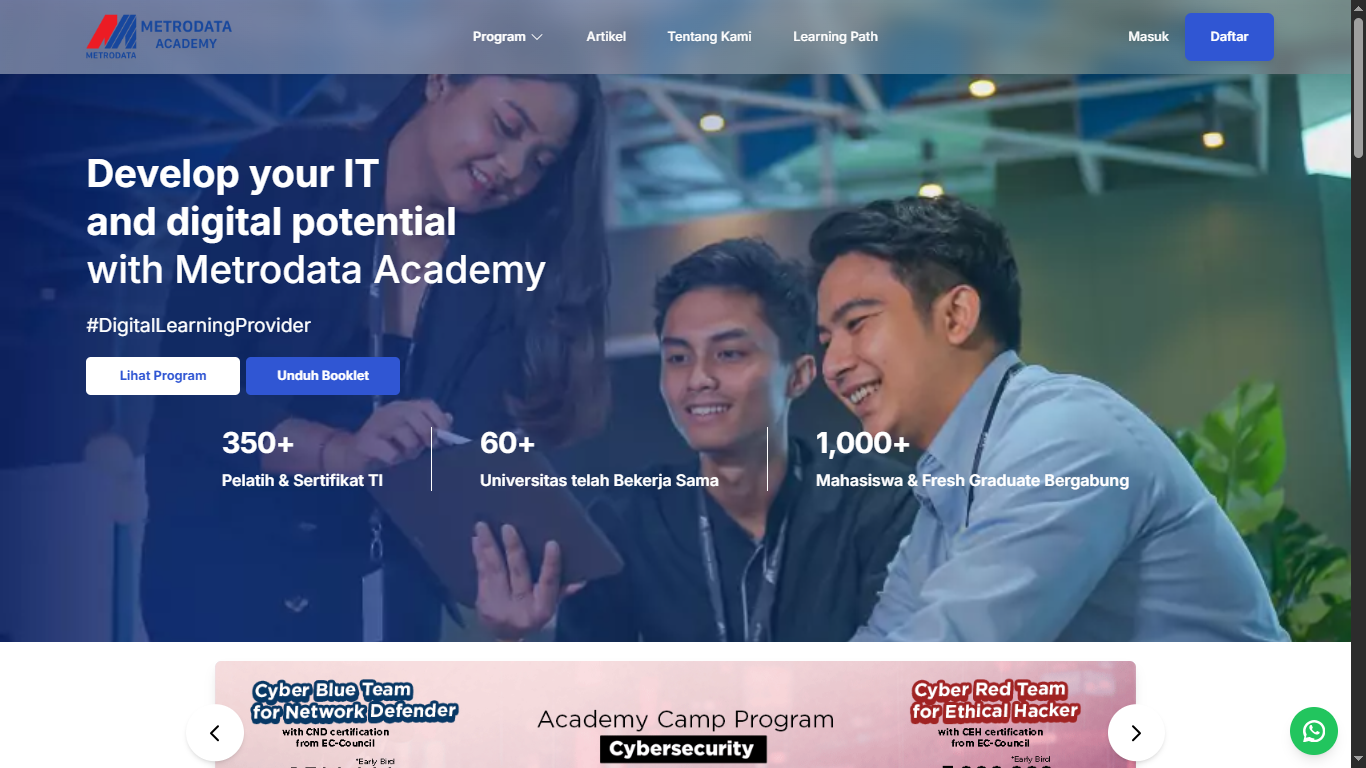 METRODATA
ACADEMY
METRODATA
Program
Artikel
Tentang Kami
Learning Path
Masuk
Daftar
Develop your IT
and digital potential
with Metrodata Academy
#DigitalLearningProvider
Lihat Program
Unduh Booklet
350+
Pelatih & Sertifikat TI
60+
Universitas telah Bekerja Sama
1,000+
Mahasiswa & Fresh Graduate Bergabung
Cyber Blue Team
for Network Defender
with CND certification
from EC-Council
*Early Bird
Academy Camp Program
Cybersecurity
Cyber Red Team
for Ethical Hacker
with CEH certification
from EC-Council
*Early Bird